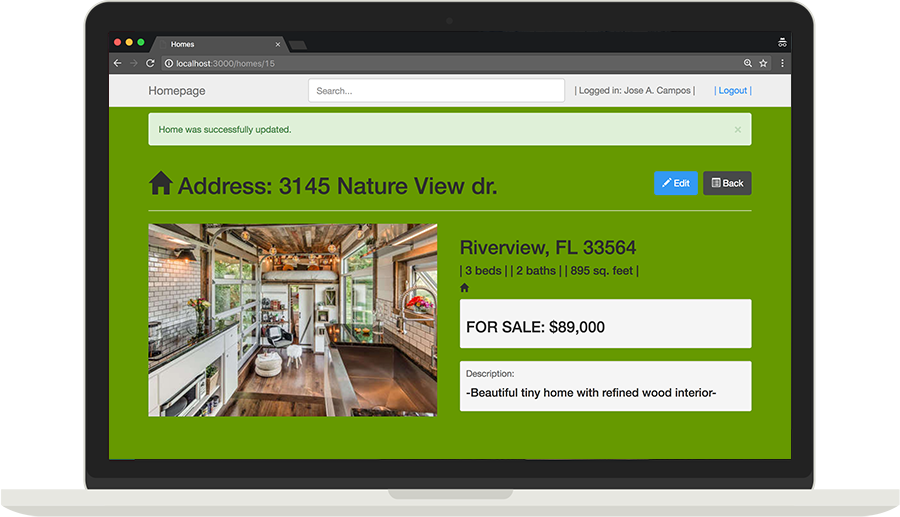 Homes
localhost:3000/homes/15
Homepage
Search...
| Logged in: Jose A. Campos |
| Logout |
Home was successfully updated.
Address: 3145 Nature View dr.
Edit
Back
Riverview, FL 33564
| 3 beds | | 2 baths | | 895 sq. feet |
FOR SALE: $89,000
Description:
-Beautiful tiny home with refined wood interior-